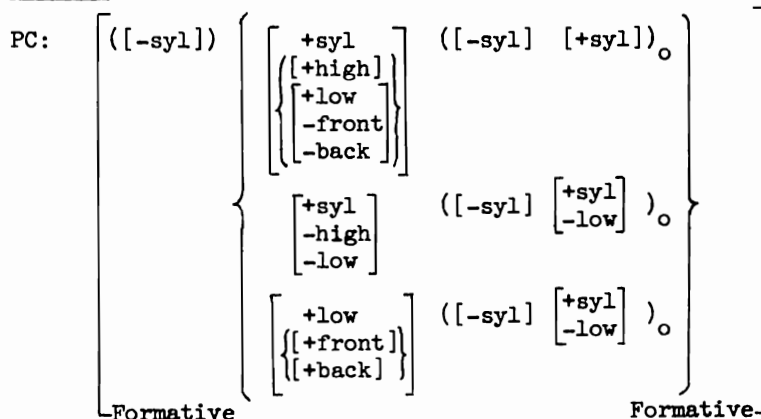 PC: ([-syl]) [+syl ([-syl] [+syl])o
{[+high]
[+low
-front
-back]}]
[+syl ([-syl] [+syl )o
-high -low]
-low]
[+low ([-syl] [+syl )o
{[+front] -low]
[+back]}]
Formative Formative